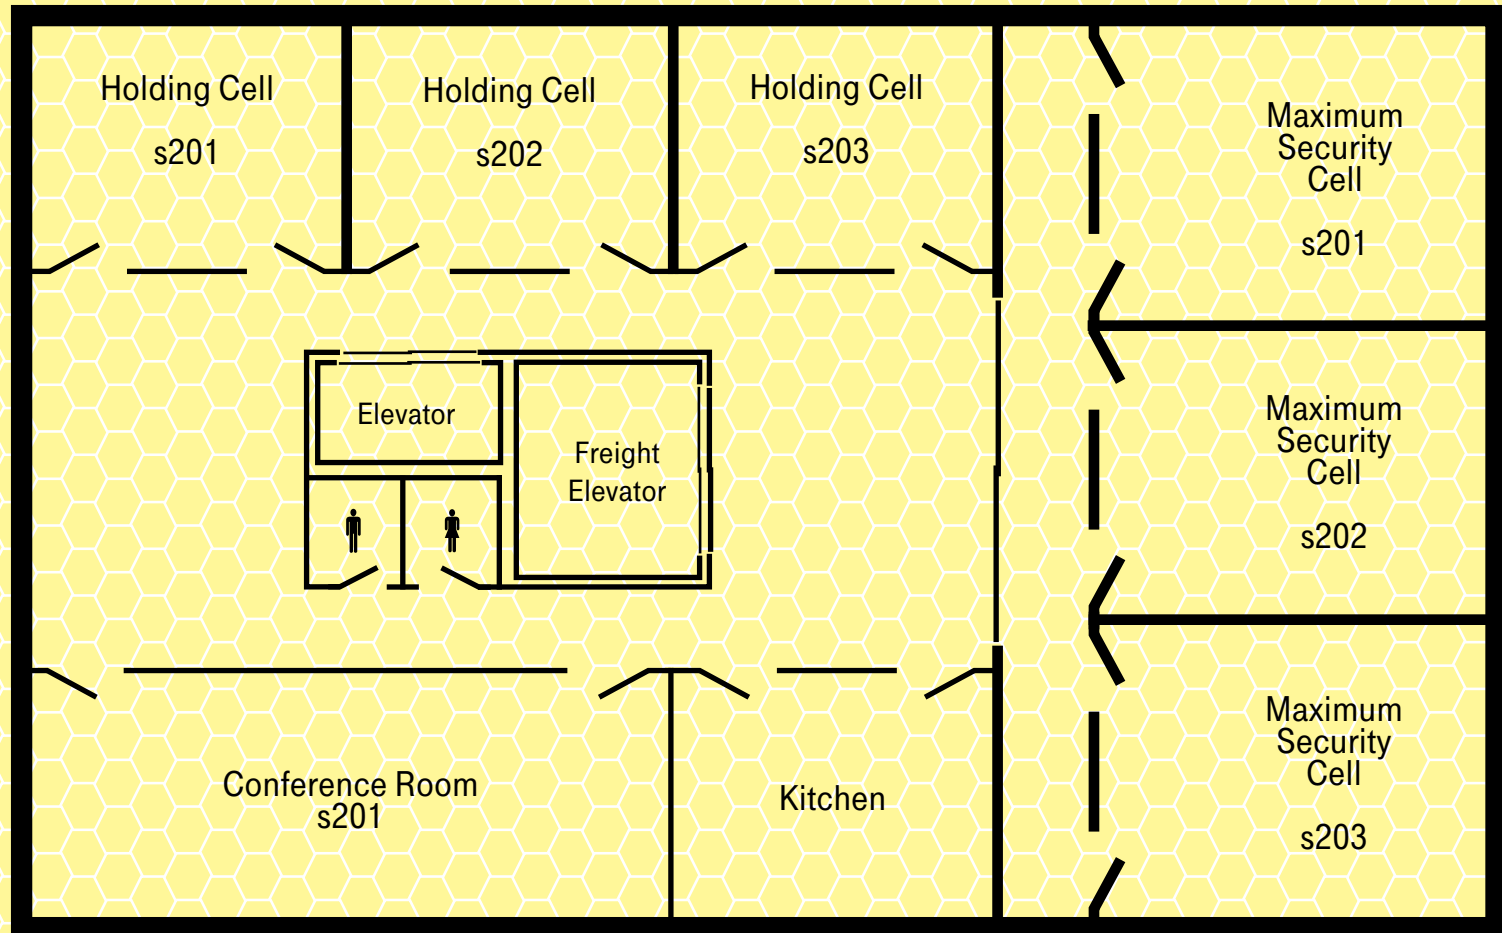 Holding Cell
s201
Holding Cell
s202
Holding Cell
s203
Maximum
Security
Cell
s201
Elevator
Freight
Elevator
Maximum
Security
Cell
s202
Conference Room
s201
Kitchen
Maximum
Security
Cell
s203